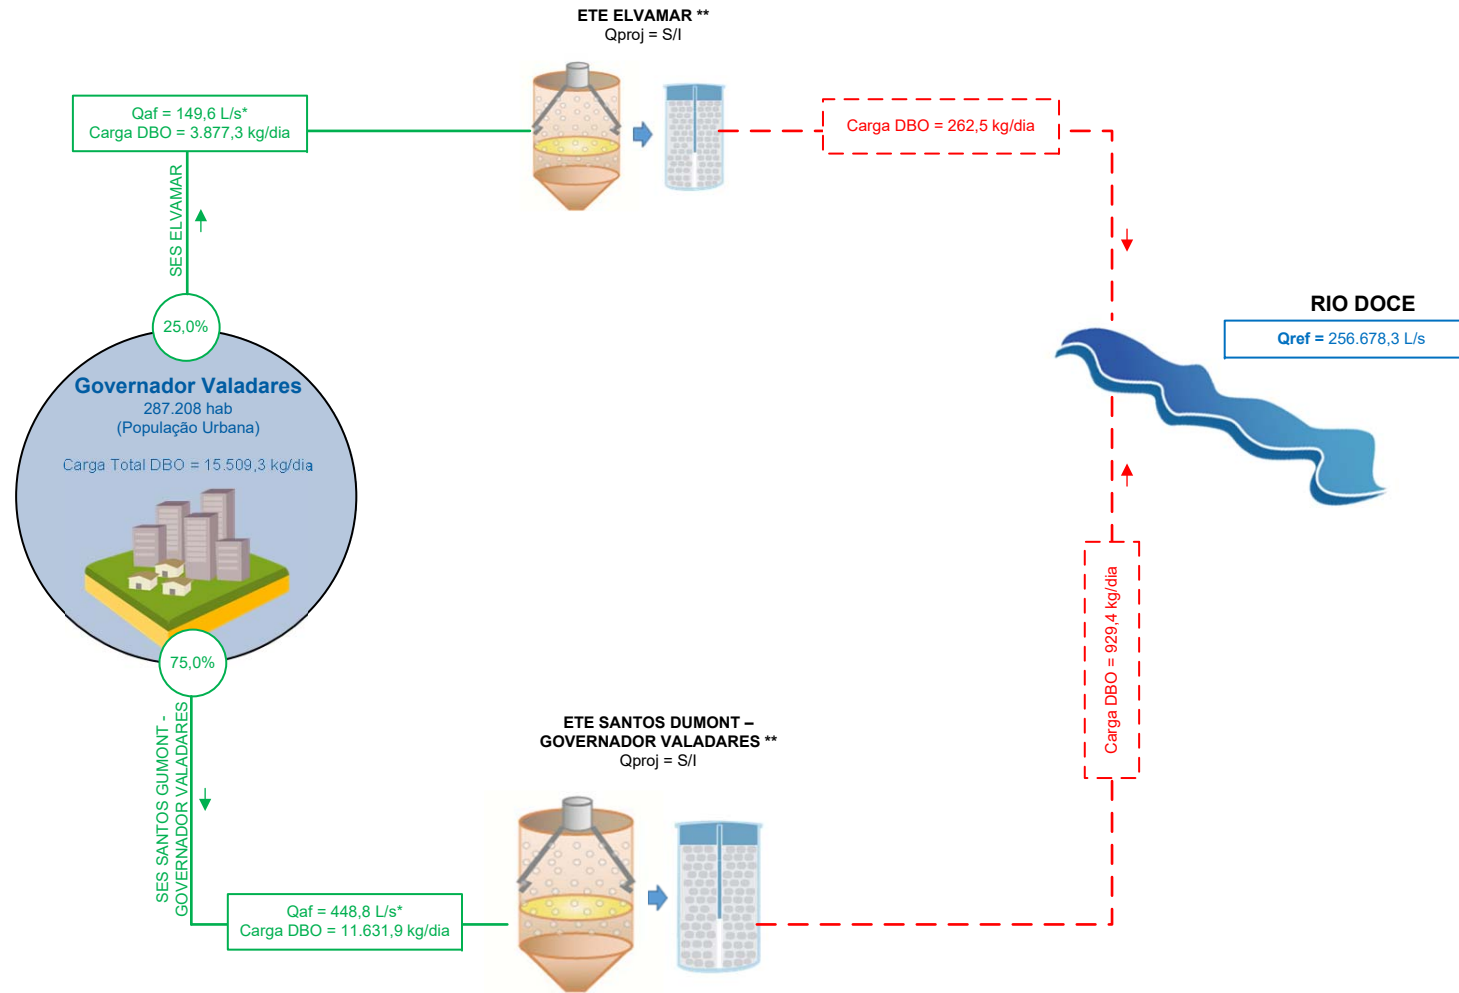 ETE ELVAMAR **
Qproj = S/I
Qaf = 149,6 L/s*
Carga DBO = 3.877,3 kg/dia
Carga DBO = 262,5 kg/dia
SES ELVAMAR
25,0%
RIO DOCE
Qref = 256.678,3 L/s
Governador Valadares
287.208 hab
(População Urbana)
Carga Total DBO = 15.509,3 kg/dia
75,0%
Carga DBO = 929,4 kg/dia
SES SANTOS GUMONT -
GOVERNADOR VALADARES
ETE SANTOS DUMONT –
GOVERNADOR VALADARES **
Qproj = S/I
Qaf = 448,8 L/s*
Carga DBO = 11.631,9 kg/dia